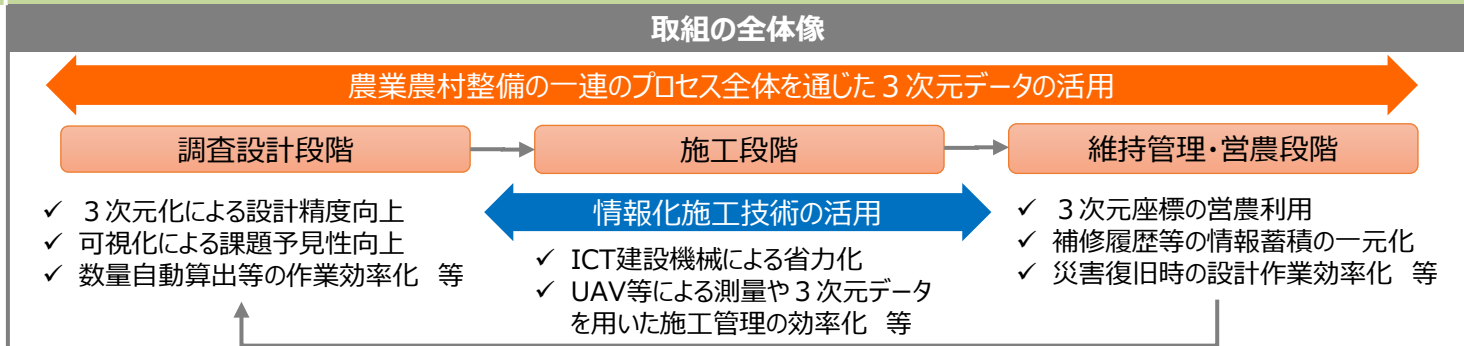 取組の全体像
農業農村整備の一連のプロセス全体を通じた３次元データの活用
調査設計段階
施工段階
維持管理・営農段階
✓ ３次元化による設計精度向上
✓ 可視化による課題予見性向上
✓ 数量自動算出等の作業効率化 等
情報化施工技術の活用
✓ ICT建設機械による省力化
✓ UAV等による測量や３次元データ
を用いた施工管理の効率化 等
✓ ３次元座標の営農利用
✓ 補修履歴等の情報蓄積の一元化
✓ 災害復旧時の設計作業効率化 等